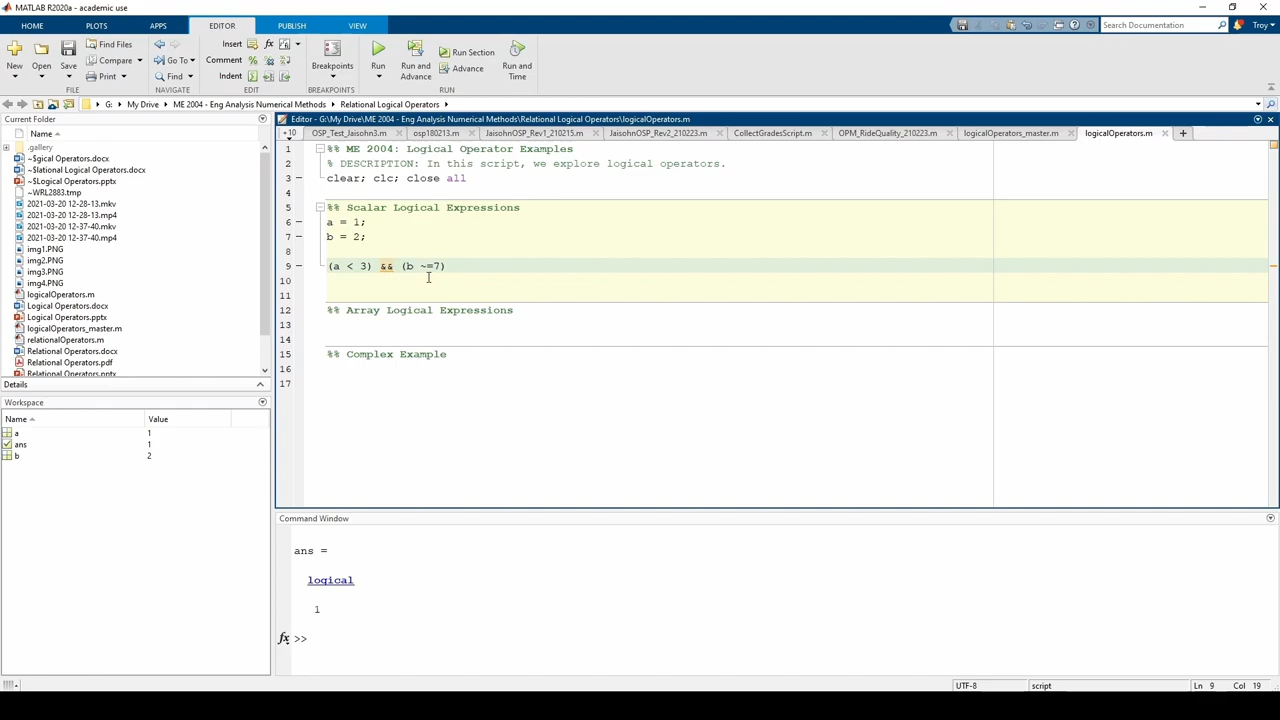 MATLAB R2020a - academic use
HOME PLOTS APPS EDITOR PUBLISH VIEW Search Documentation Troy
New Open Save Find Files Compare Print Go To Find Insert fx Comment Indent Breakpoints Run Run and Advance Run Section Advance Run and Time
FILE NAVIGATE EDIT BREAKPOINTS RUN
G: My Drive ME 2004 - Eng Analysis Numerical Methods Relational Logical Operators
Current Folder
Name
.gallery
~$gical Operators.docx
~$lational Operators.docx
~$Logical Operators.pptx
~WRL2883.tmp
2021-03-20 12-28-13.mkv
2021-03-20 12-28-13.mp4
2021-03-20 12-37-40.mkv
2021-03-20 12-37-40.mp4
img1.PNG
img2.PNG
img3.PNG
img4.PNG
logicalOperators.m
Logical Operators.docx
Logical Operators.pptx
logicalOperators_master.m
relationalOperators.m
Relational Operators.docx
Relational Operators.pdf
Relational Operators.pptx
Details
Workspace
Name Value
a 1
ans 1
b 2
Editor - G:\My Drive\ME 2004 - Eng Analysis Numerical Methods\Relational Logical Operators\logicalOperators.m
+10 OSP_Test_Jaisohn3.m osp180213.m JaisohnOSP_Rev1_210215.m JaisohnOSP_Rev2_210223.m CollectGradesScript.m OPM_RideQuality_210223.m logicalOperators_master.m logicalOperators.m
1 %% ME 2004: Logical Operator Examples
2 % DESCRIPTION: In this script, we explore logical operators.
3 clear; clc; close all
4
5 %% Scalar Logical Expressions
6 a = 1;
7 b = 2;
8
9 (a < 3) && (b ~=7)
10
11
12 %% Array Logical Expressions
13
14
15 %% Complex Example
16
17
Command Window
ans =
logical
1
fx >>
UTF-8 script Ln 9 Col 19